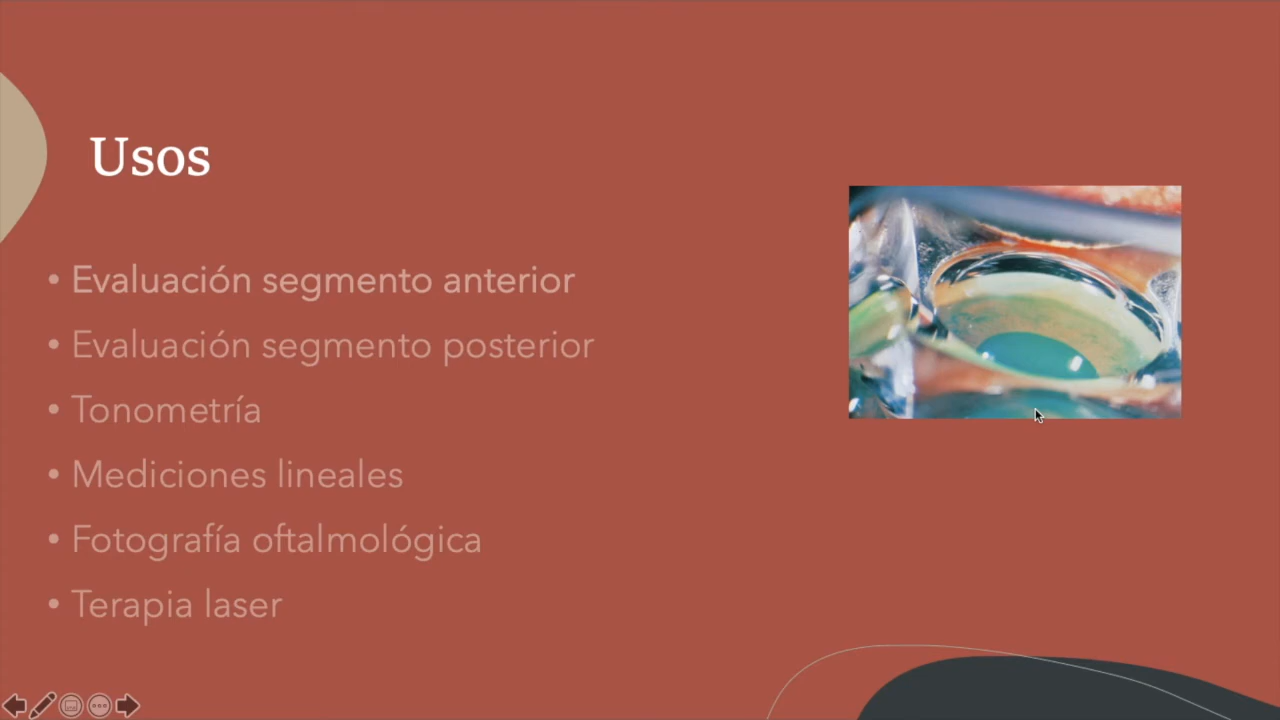 Usos
• Evaluación segmento anterior
• Evaluación segmento posterior
• Tonometría
• Mediciones lineales
• Fotografía oftalmológica
• Terapia laser